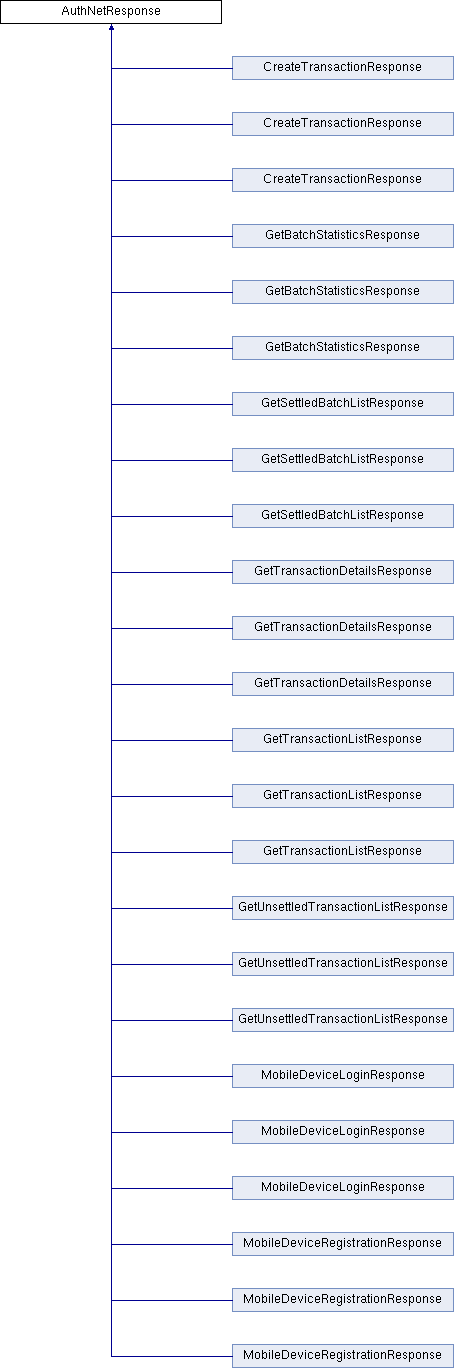 AuthNetResponse
CreateTransactionResponse
CreateTransactionResponse
CreateTransactionResponse
GetBatchStatisticsResponse
GetBatchStatisticsResponse
GetBatchStatisticsResponse
GetSettledBatchListResponse
GetSettledBatchListResponse
GetSettledBatchListResponse
GetTransactionDetailsResponse
GetTransactionDetailsResponse
GetTransactionDetailsResponse
GetTransactionListResponse
GetTransactionListResponse
GetTransactionListResponse
GetUnsettledTransactionListResponse
GetUnsettledTransactionListResponse
GetUnsettledTransactionListResponse
MobileDeviceLoginResponse
MobileDeviceLoginResponse
MobileDeviceLoginResponse
MobileDeviceRegistrationResponse
MobileDeviceRegistrationResponse
MobileDeviceRegistrationResponse